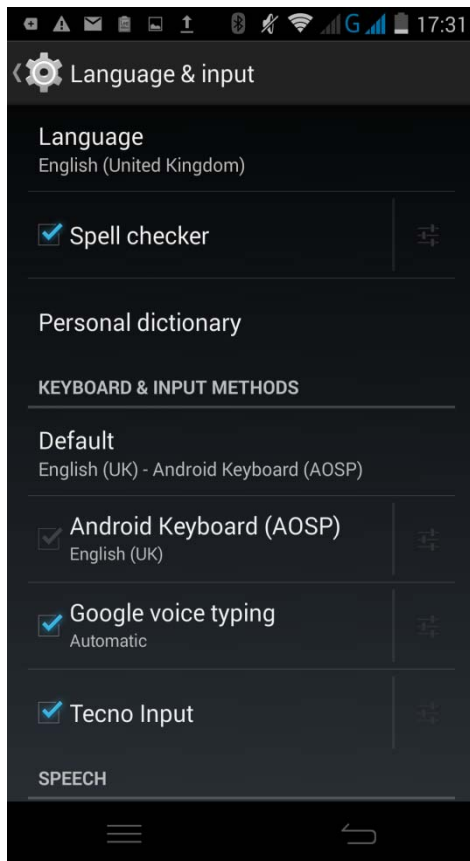 G 17:31
Language & input
Language
English (United Kingdom)
Spell checker
Personal dictionary
KEYBOARD & INPUT METHODS
Default
English (UK) - Android Keyboard (AOSP)
Android Keyboard (AOSP)
English (UK)
Google voice typing
Automatic
Tecno Input
SPEECH